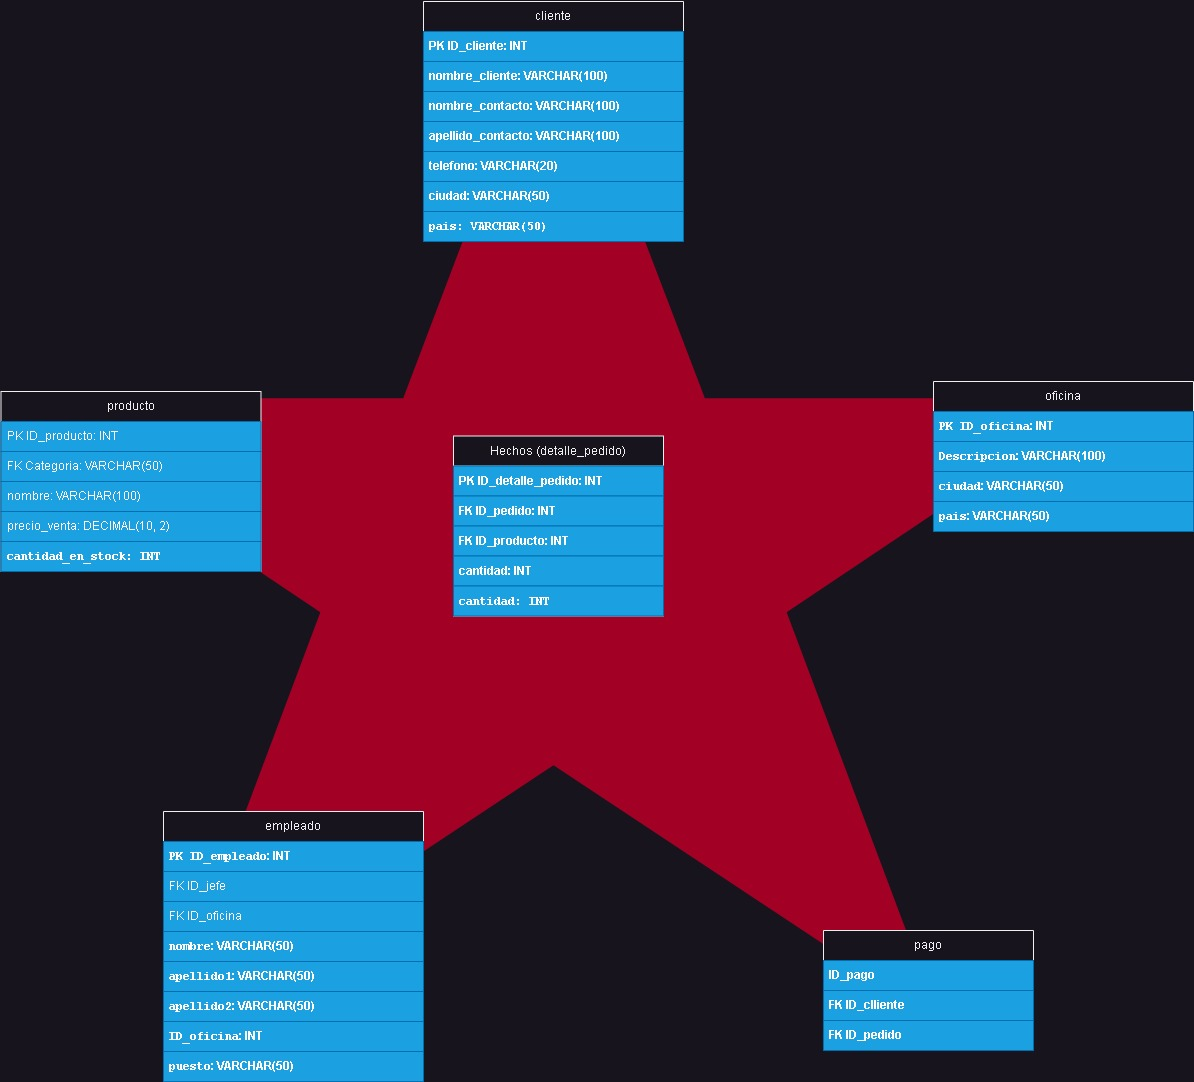 cliente
PK ID_cliente: INT
nombre_cliente: VARCHAR(100)
nombre_contacto: VARCHAR(100)
apellido_contacto: VARCHAR(100)
telefono: VARCHAR(20)
ciudad: VARCHAR(50)
pais: VARCHAR(50)
producto
PK ID_producto: INT
FK Categoria: VARCHAR(50)
nombre: VARCHAR(100)
precio_venta: DECIMAL(10, 2)
cantidad_en_stock: INT
Hechos (detalle_pedido)
PK ID_detalle_pedido: INT
FK ID_pedido: INT
FK ID_producto: INT
cantidad: INT
cantidad: INT
oficina
PK ID_oficina: INT
Descripcion: VARCHAR(100)
ciudad: VARCHAR(50)
pais: VARCHAR(50)
empleado
PK ID_empleado: INT
FK ID_jefe
FK ID_oficina
nombre: VARCHAR(50)
apellido1: VARCHAR(50)
apellido2: VARCHAR(50)
ID_oficina: INT
puesto: VARCHAR(50)
pago
ID_pago
FK ID_clliente
FK ID_pedido